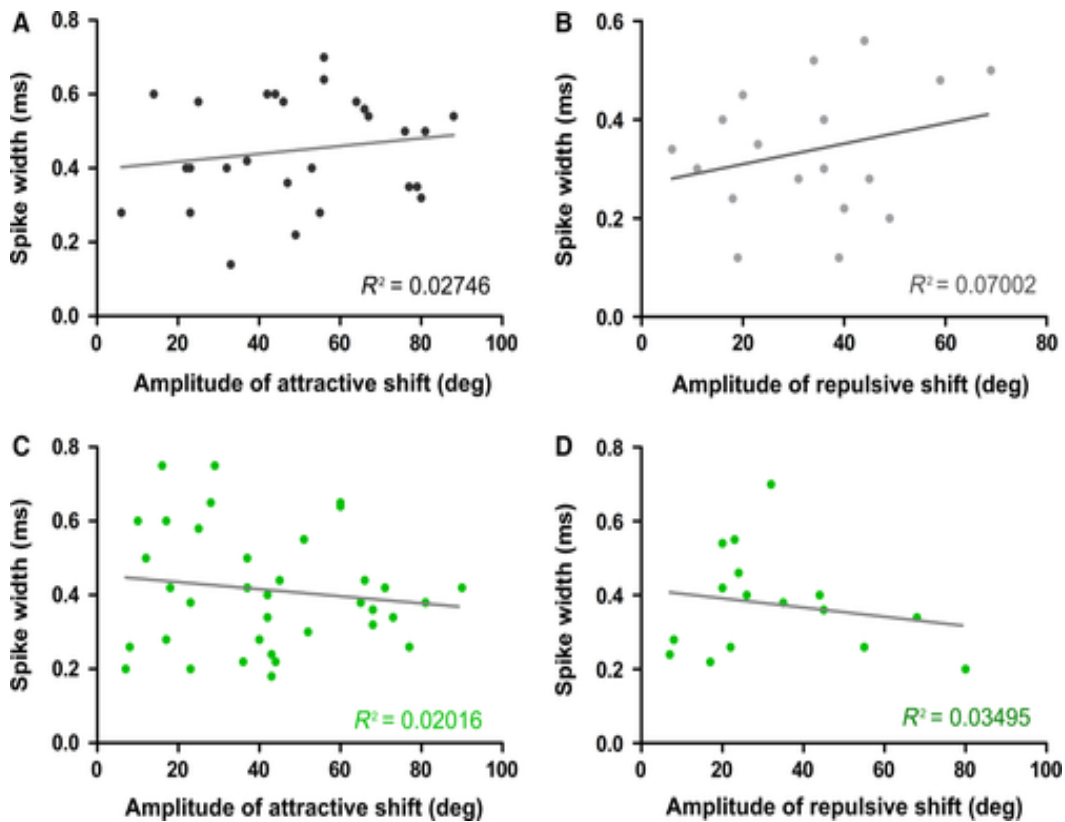 A
Spike width (ms)
0.8
0.6
0.4
0.2
0.0
R² = 0.02746
0 20 40 60 80 100
Amplitude of attractive shift (deg)
B
Spike width (ms)
0.6
0.4
0.2
0.0
R² = 0.07002
0 20 40 60 80
Amplitude of repulsive shift (deg)
C
Spike width (ms)
0.8
0.6
0.4
0.2
0.0
R² = 0.02016
0 20 40 60 80 100
Amplitude of attractive shift (deg)
D
Spike width (ms)
0.8
0.6
0.4
0.2
0.0
R² = 0.03495
0 20 40 60 80 100
Amplitude of repulsive shift (deg)